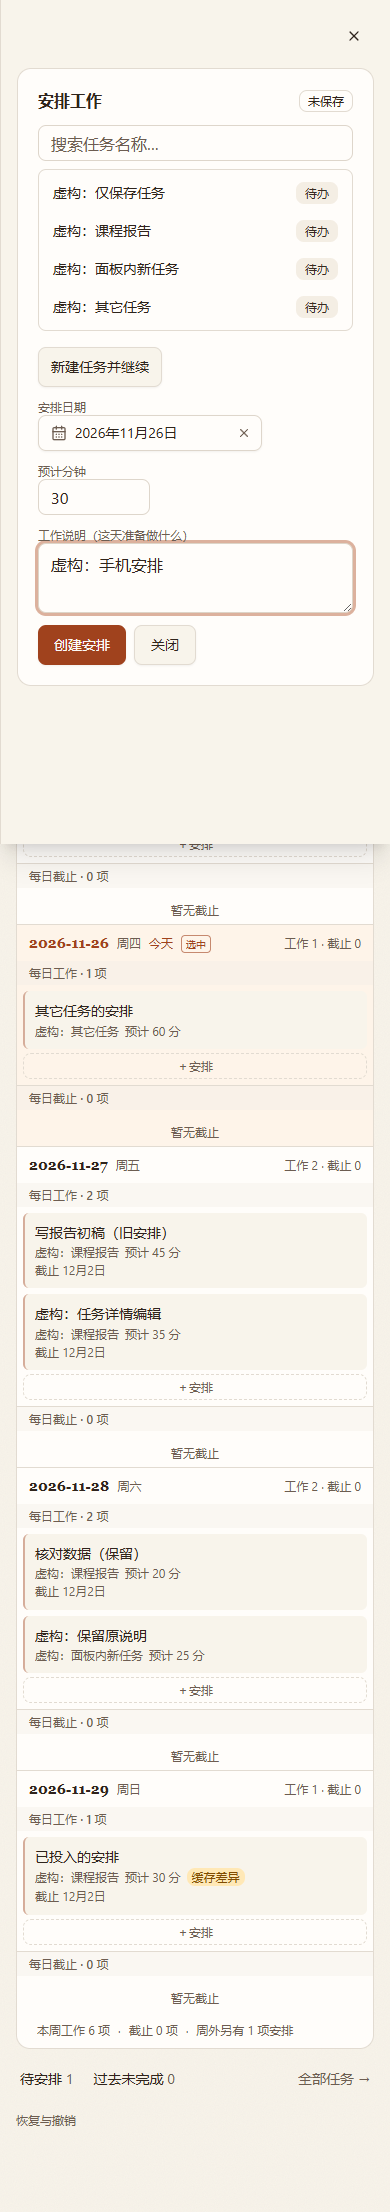 安排工作 未保存
搜索任务名称...
虚构：仅保存任务 待办
虚构：课程报告 待办
虚构：面板内新任务 待办
虚构：其它任务 待办
新建任务并继续
安排日期
2026年11月26日
预计分钟
30
工作说明（这天准备做什么）
虚构：手机安排
创建安排 关闭
+ 安排
每日截止 · 0 项
暂无截止
2026-11-26 周四 今天 选中 工作 1 · 截止 0
每日工作 · 1 项
其它任务的安排
虚构：其它任务 预计 60 分
+ 安排
每日截止 · 0 项
暂无截止
2026-11-27 周五 工作 2 · 截止 0
每日工作 · 2 项
写报告初稿（旧安排）
虚构：课程报告 预计 45 分
截止 12月2日
虚构：任务详情编辑
虚构：课程报告 预计 35 分
截止 12月2日
+ 安排
每日截止 · 0 项
暂无截止
2026-11-28 周六 工作 2 · 截止 0
每日工作 · 2 项
核对数据（保留）
虚构：课程报告 预计 20 分
截止 12月2日
虚构：保留原说明
虚构：面板内新任务 预计 25 分
+ 安排
每日截止 · 0 项
暂无截止
2026-11-29 周日 工作 1 · 截止 0
每日工作 · 1 项
已投入的安排
虚构：课程报告 预计 30 分 缓存差异
截止 12月2日
+ 安排
每日截止 · 0 项
暂无截止
本周工作 6 项 · 截止 0 项 · 周外另有 1 项安排
待安排 1 过去未完成 0 全部任务 →
恢复与撤销